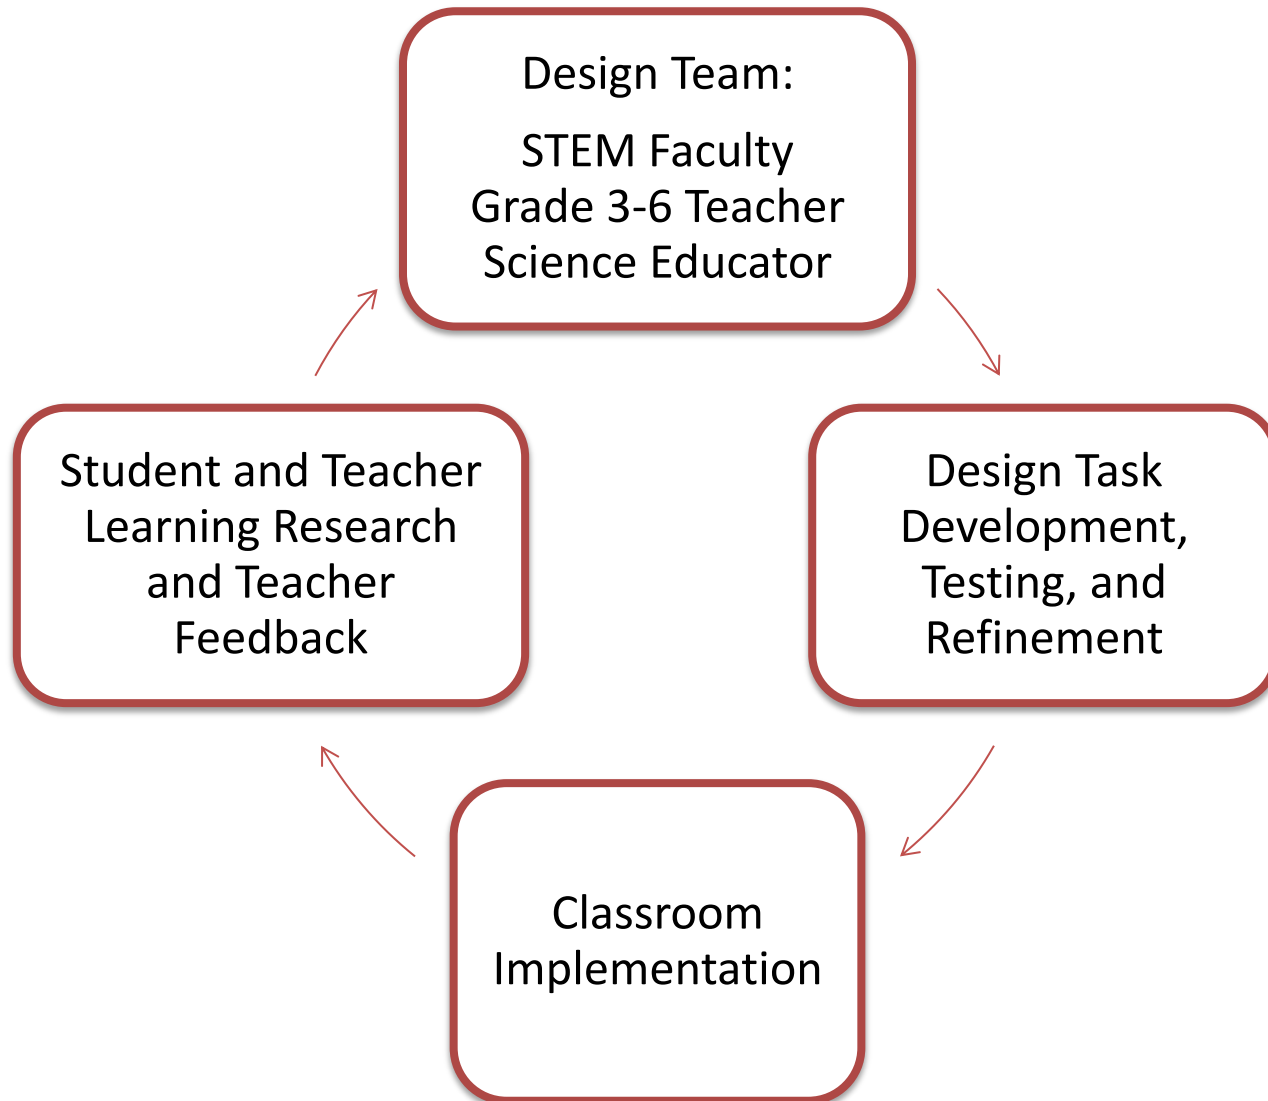 Design Team:
STEM Faculty
Grade 3-6 Teacher
Science Educator
Student and Teacher
Learning Research
and Teacher
Feedback
Design Task
Development,
Testing, and
Refinement
Classroom
Implementation